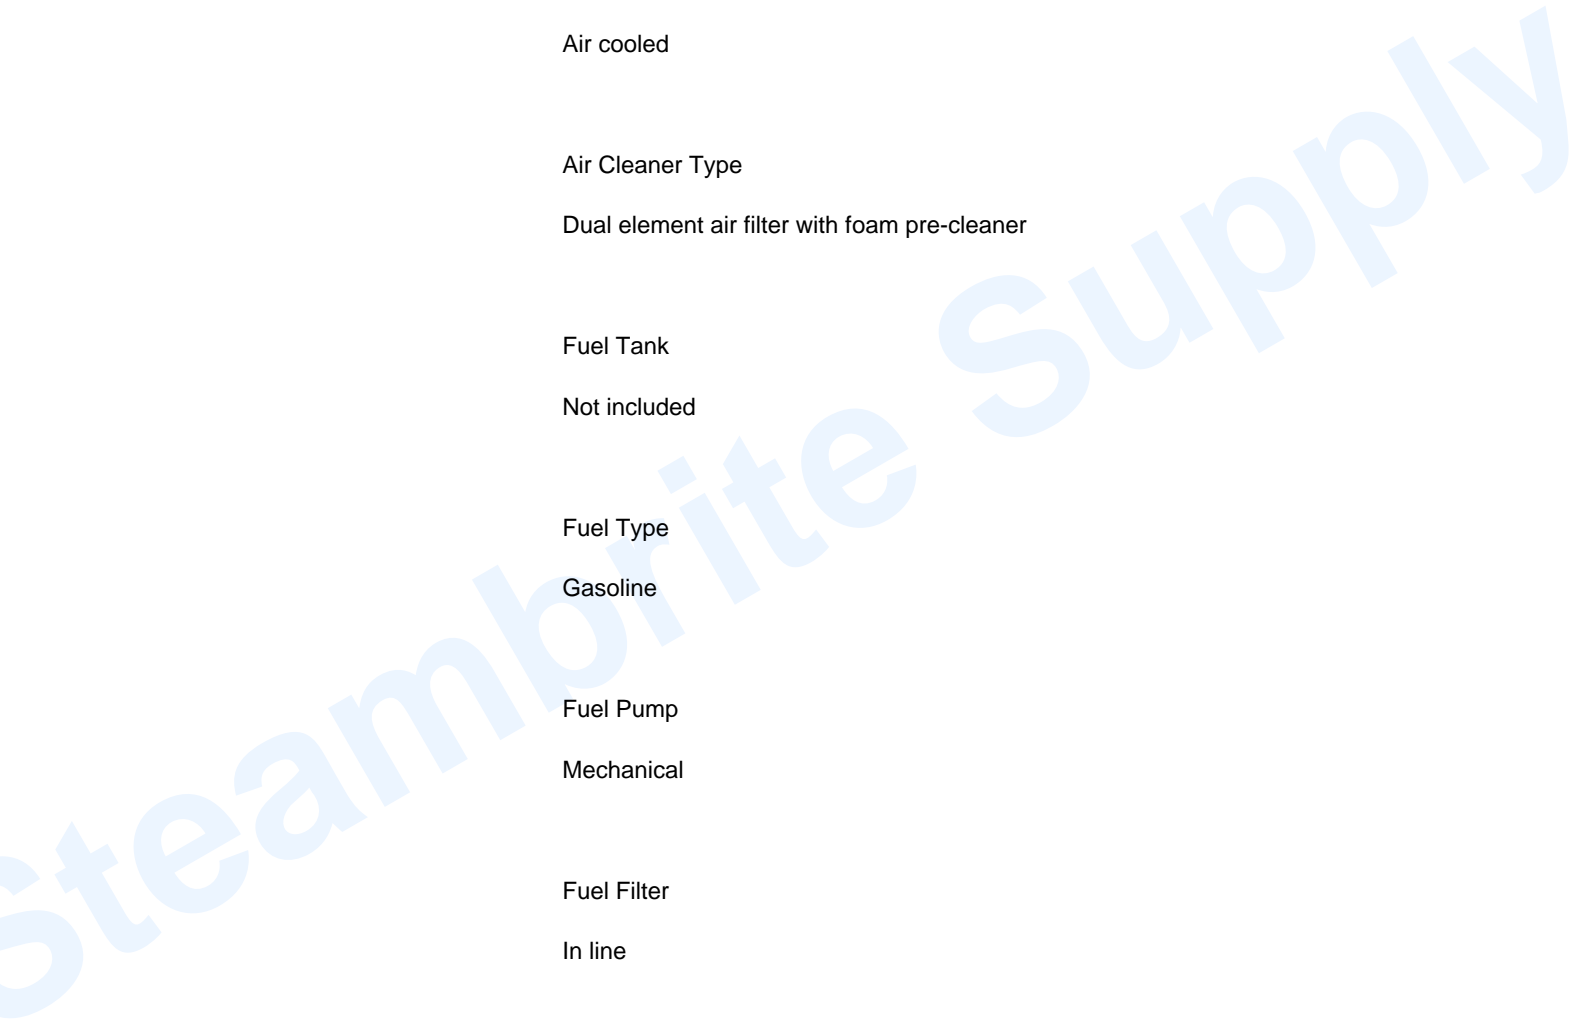 Air cooled
Air Cleaner Type
Dual element air filter with foam pre-cleaner
Fuel Tank
Not included
Fuel Type
Gasoline
Fuel Pump
Mechanical
Fuel Filter
In line
Steambrite Supply